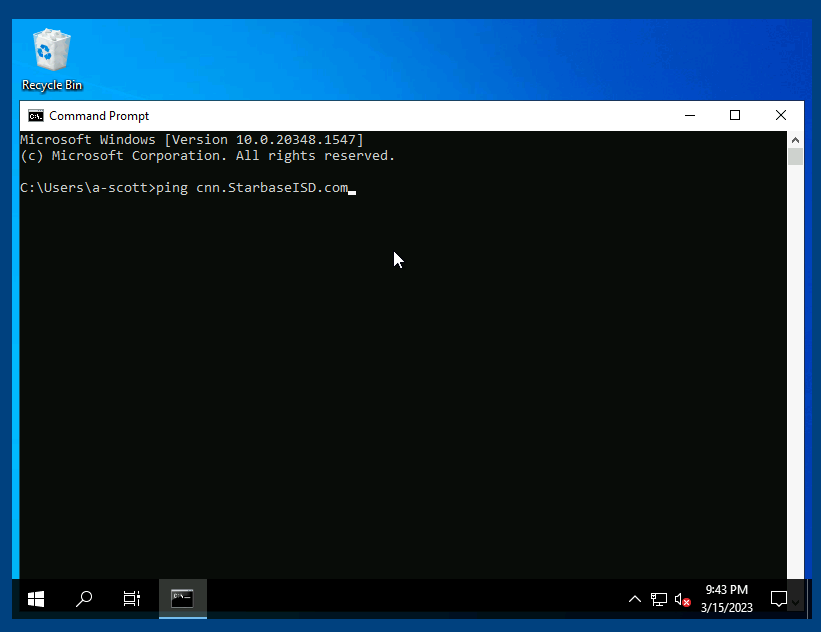 Recycle Bin
Command Prompt
Microsoft Windows [Version 10.0.20348.1547]
(c) Microsoft Corporation. All rights reserved.
C:\Users\a-scott>ping cnn.StarbaseISD.com
9:43 PM
3/15/2023